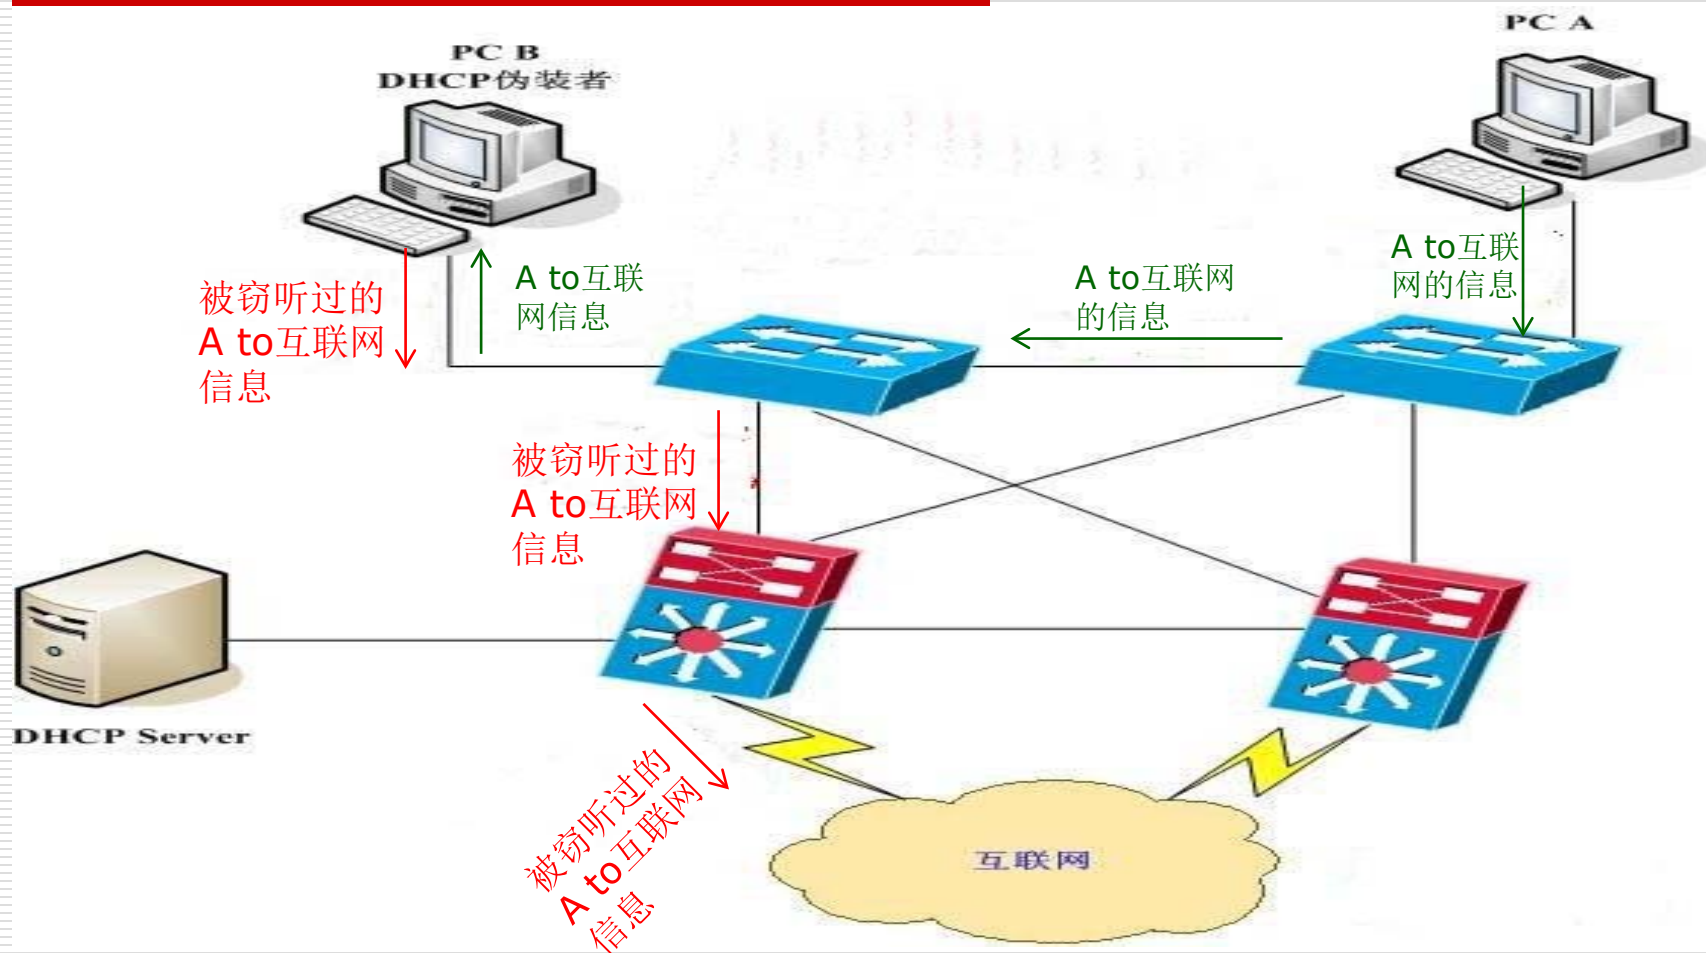 PC A
PC B
DHCP伪装者
A to互联
网的信息
A to互联网
的信息
A to互联
网信息
被窃听过的
A to互联网
信息
被窃听过的
A to互联网
信息
DHCP Server
被窃听过的
A to互联网
信息
互联网